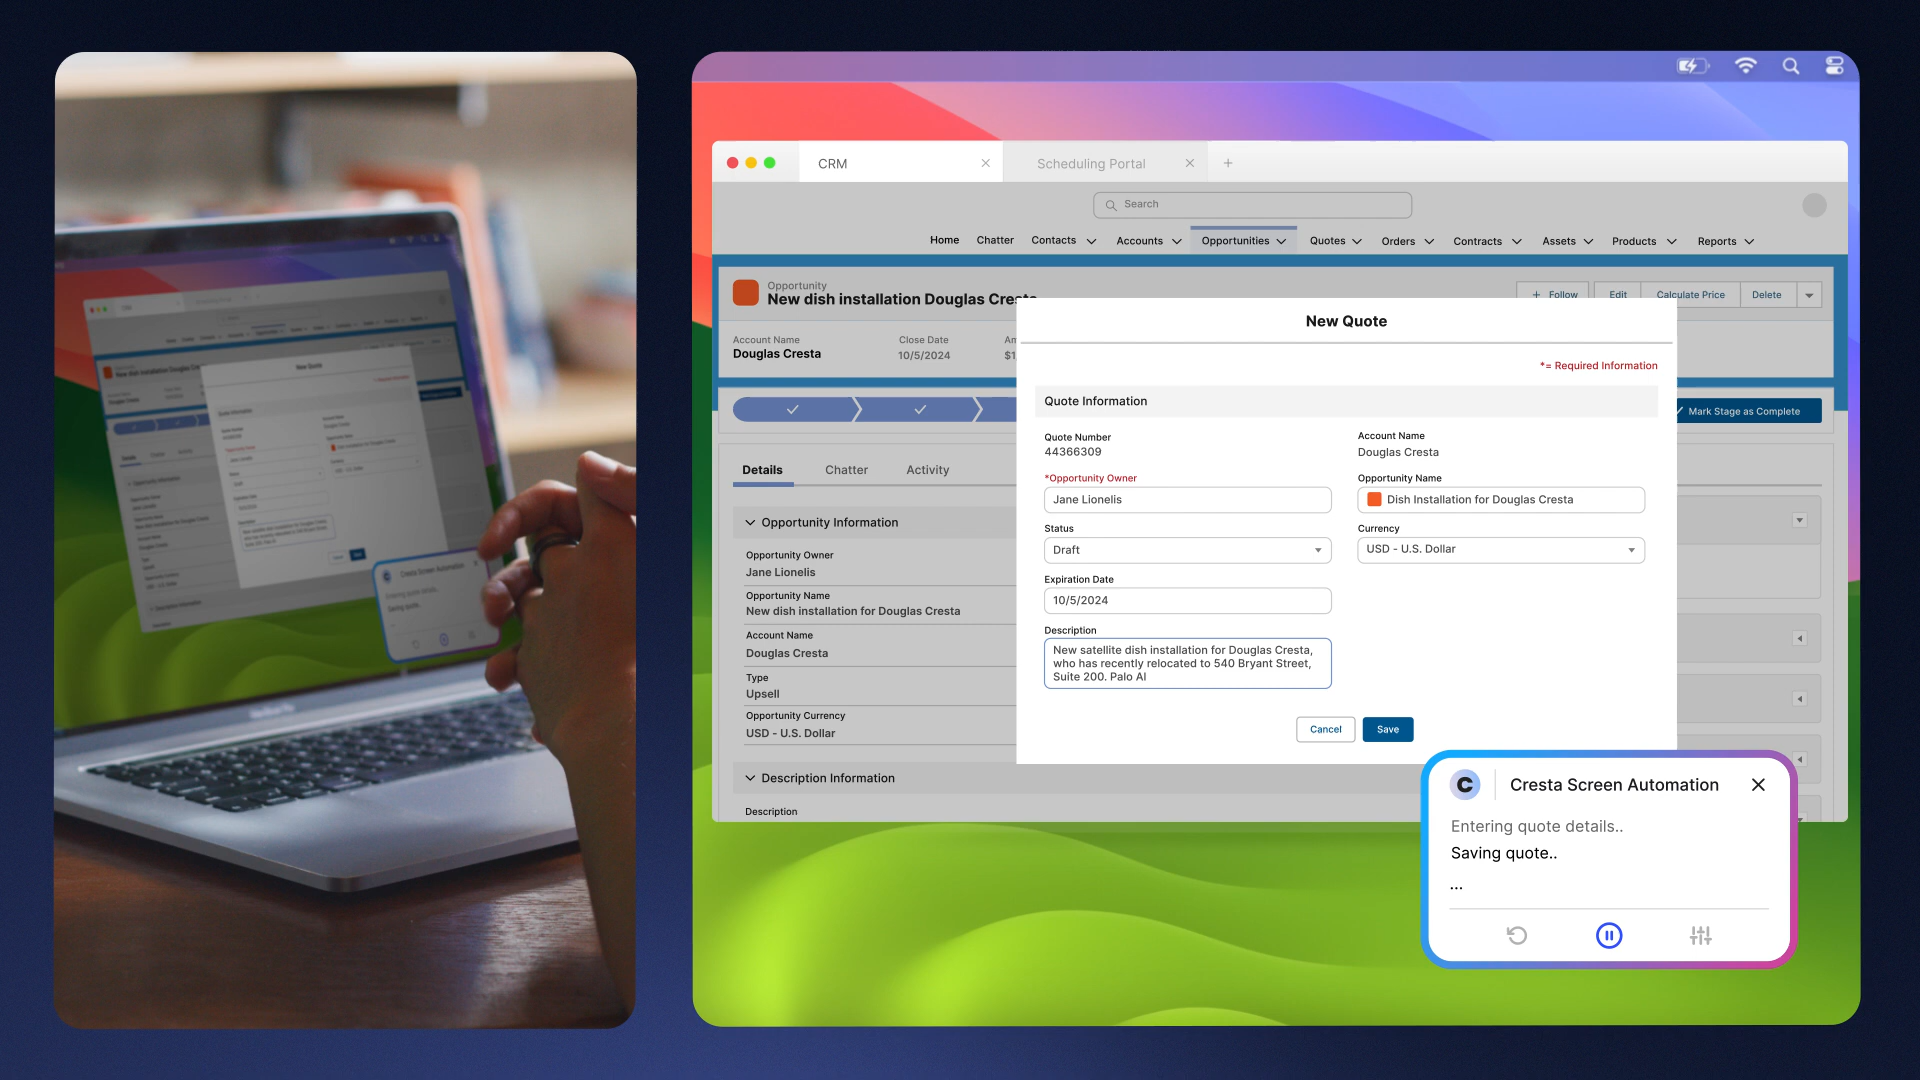 CRM
Scheduling Portal
Search
Home Chatter Contacts Accounts Opportunities Quotes Orders Contracts Assets Products Reports
Opportunity
New dish installation Douglas Cresta
+ Follow Edit Calculate Price Delete
Account Name
Douglas Cresta
Close Date
10/5/2024
Mark Stage as Complete
Details Chatter Activity
Opportunity Information
Opportunity Owner
Jane Lionelis
Opportunity Name
New dish installation for Douglas Cresta
Account Name
Douglas Cresta
Type
Upsell
Opportunity Currency
USD - U.S. Dollar
Description Information
Description
New Quote
*= Required Information
Quote Information
Quote Number
44366309
Account Name
Douglas Cresta
*Opportunity Owner
Jane Lionelis
Opportunity Name
Dish Installation for Douglas Cresta
Status
Draft
Currency
USD - U.S. Dollar
Expiration Date
10/5/2024
Description
New satellite dish installation for Douglas Cresta,
who has recently relocated to 540 Bryant Street,
Suite 200. Palo Al
Cancel Save
C
Cresta Screen Automation
Entering quote details..
Saving quote..
...